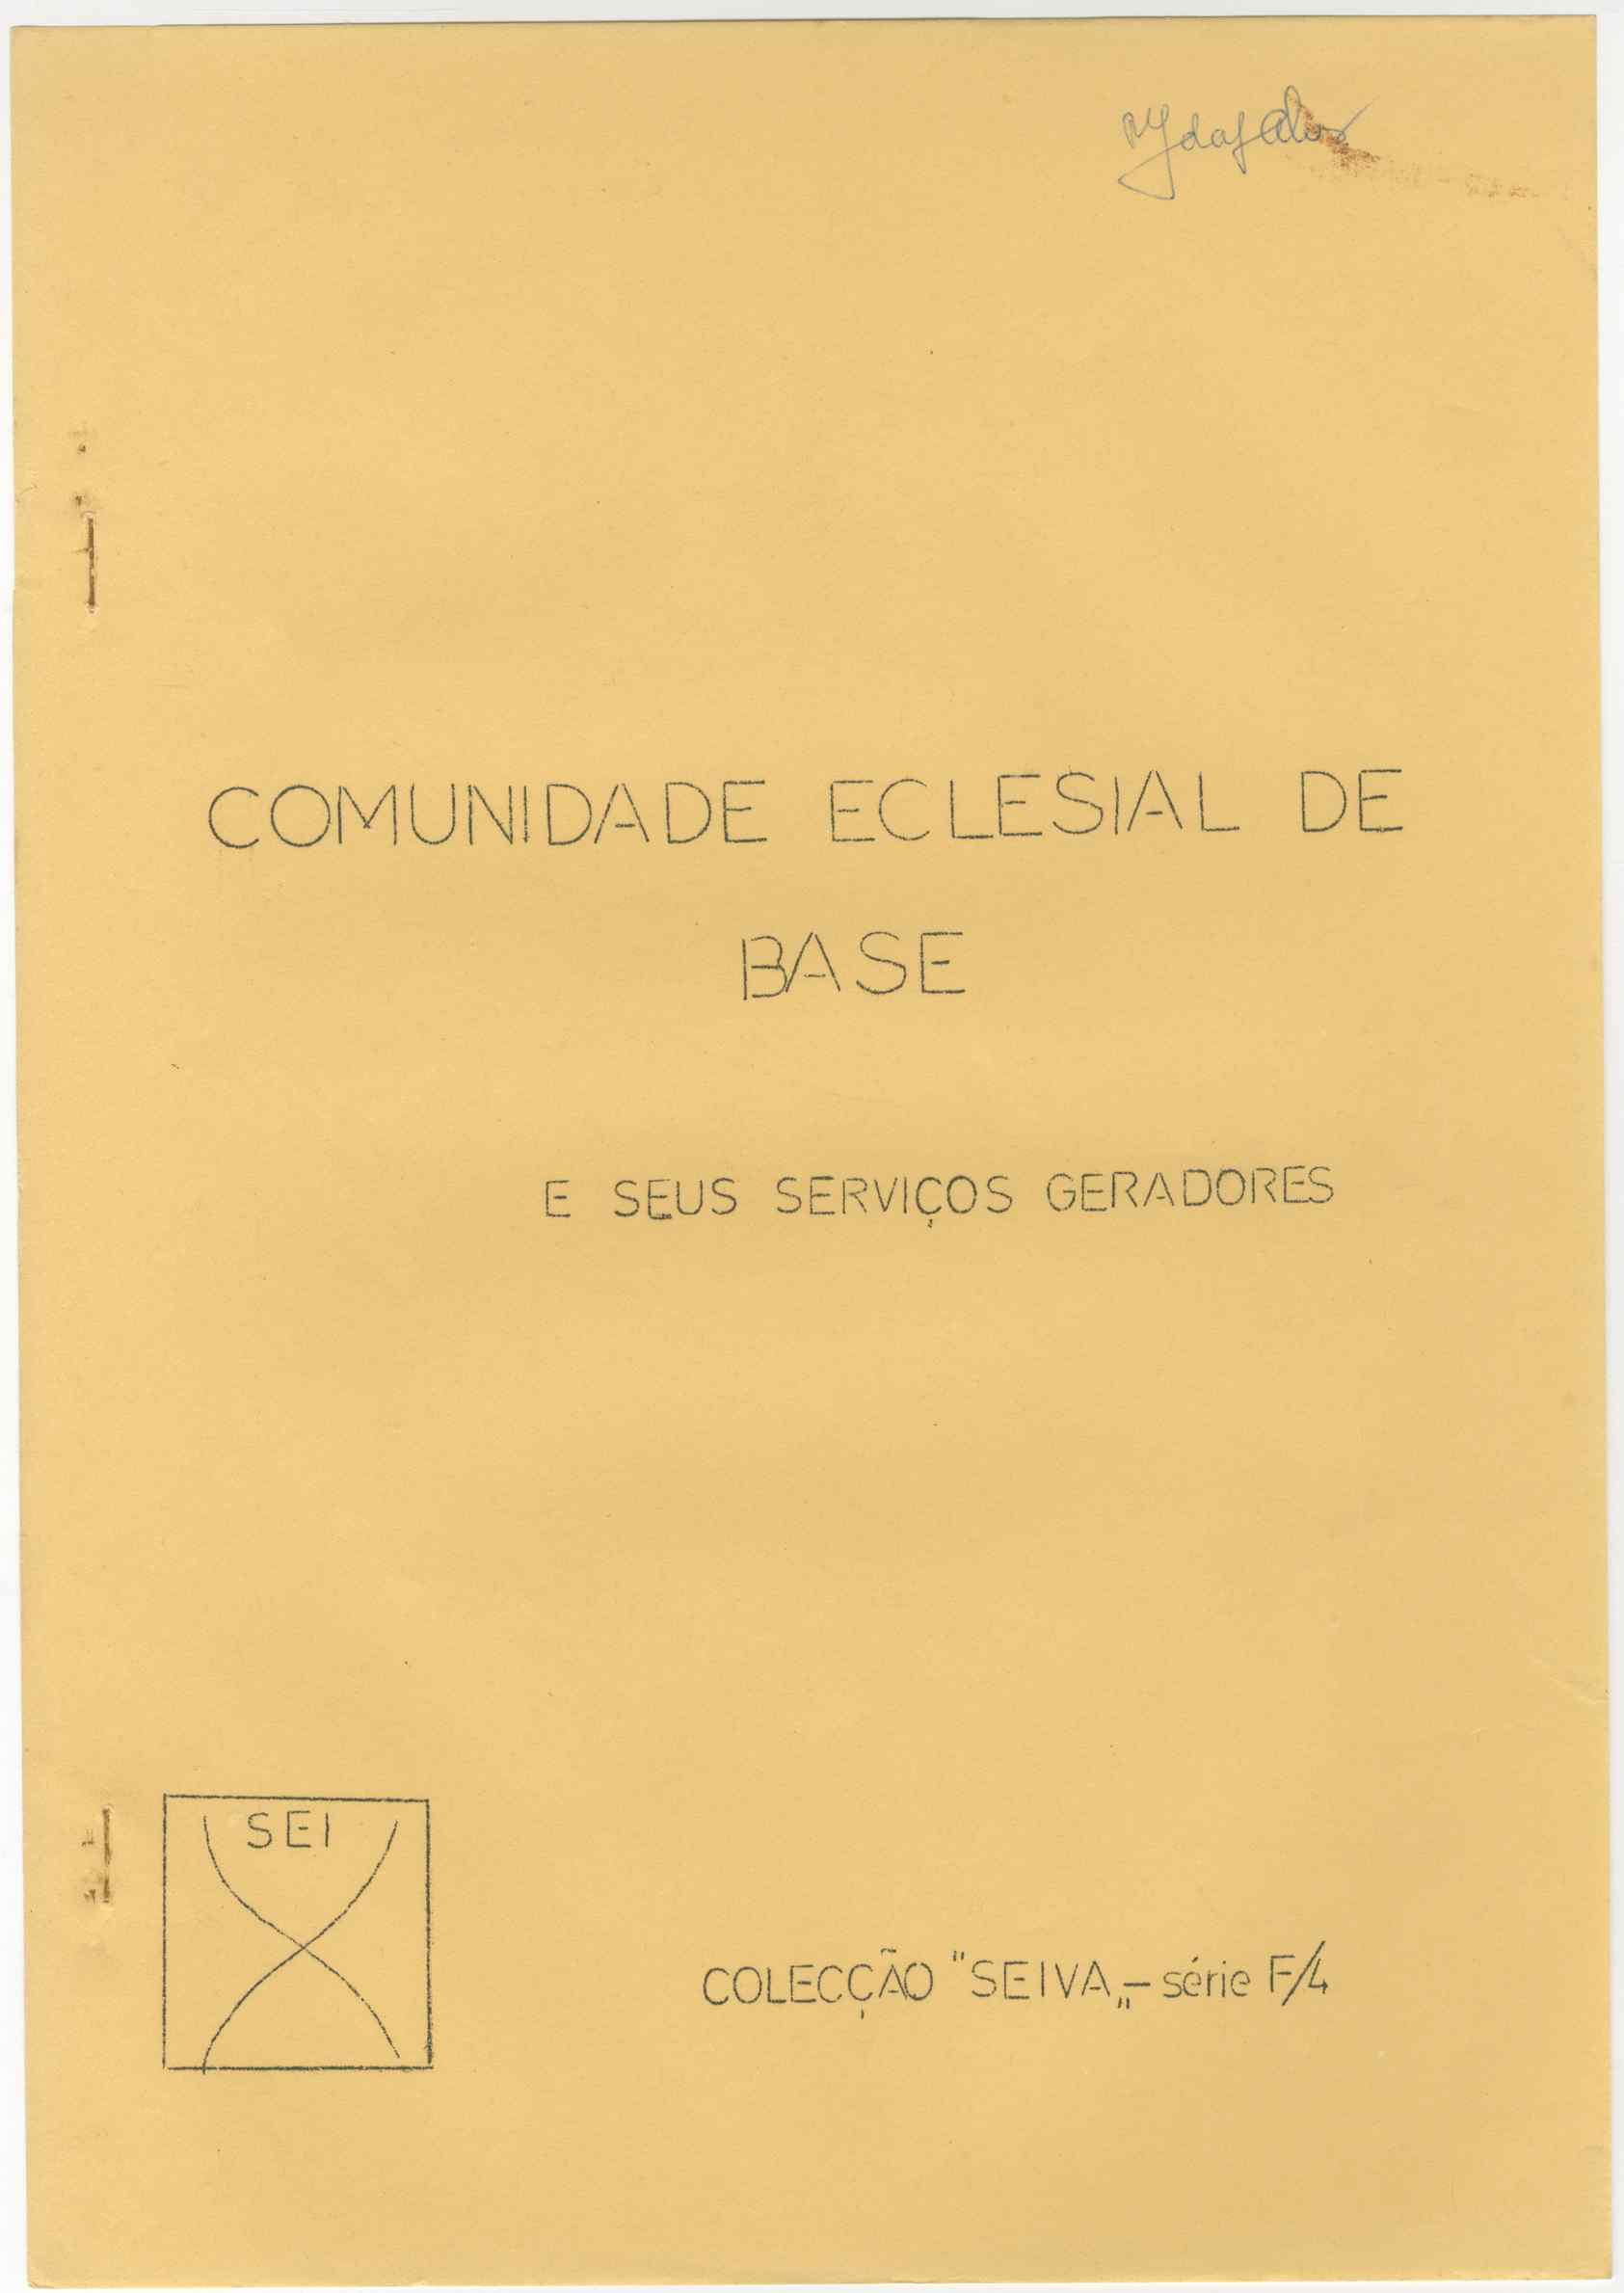 COMUNIDADE ECLESIAL DE
BASE
E SEUS SERVIÇOS GERADORES
SEI
COLECÇÃO "SEIVA„ - série F/4